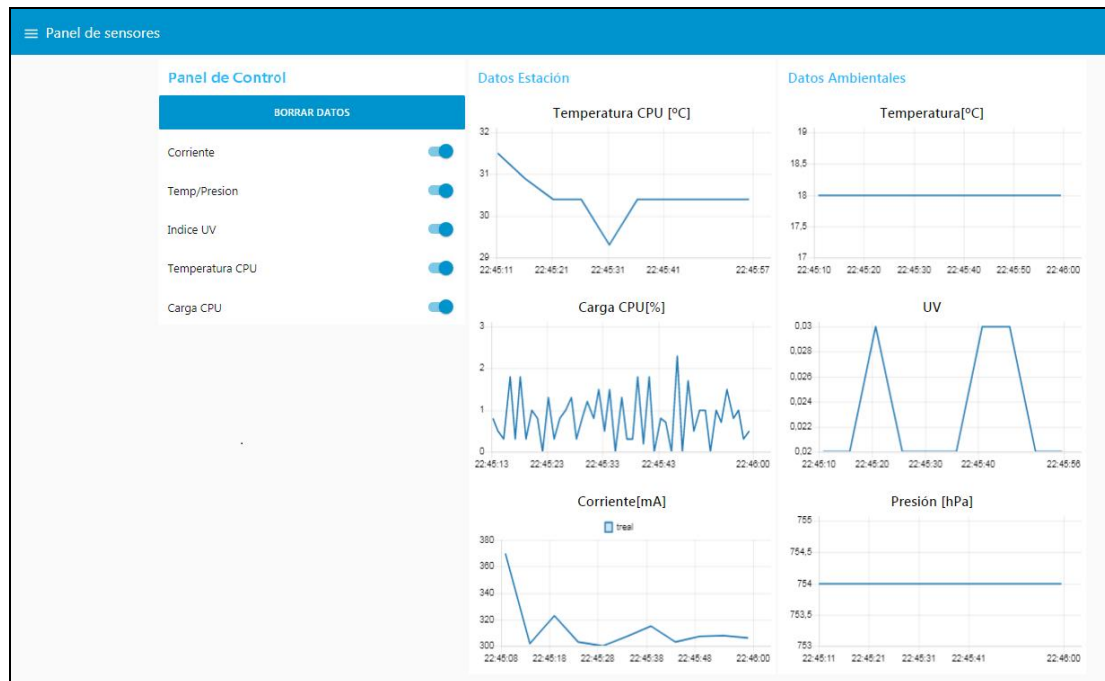 Panel de sensores
Panel de Control
BORRAR DATOS
Corriente
Temp/Presion
Indice UV
Temperatura CPU
Carga CPU
Datos Estación
Temperatura CPU [ºC]
32
31
30
29
22:45:11 22:45:21 22:45:31 22:45:41 22:45:57
Carga CPU[%]
3
2
1
0
22:45:13 22:45:23 22:45:33 22:45:43 22:46:00
Corriente[mA]
treal
380
360
340
320
300
22:45:08 22:45:18 22:45:28 22:45:38 22:45:48 22:46:00
Datos Ambientales
Temperatura[ºC]
19
18,5
18
17,5
17
22:45:10 22:45:20 22:45:30 22:45:40 22:45:50 22:46:00
UV
0,03
0,028
0,026
0,024
0,022
0,02
22:45:10 22:45:20 22:45:30 22:45:40 22:45:56
Presión [hPa]
755
754,5
754
753,5
753
22:45:11 22:45:21 22:45:31 22:45:41 22:46:00